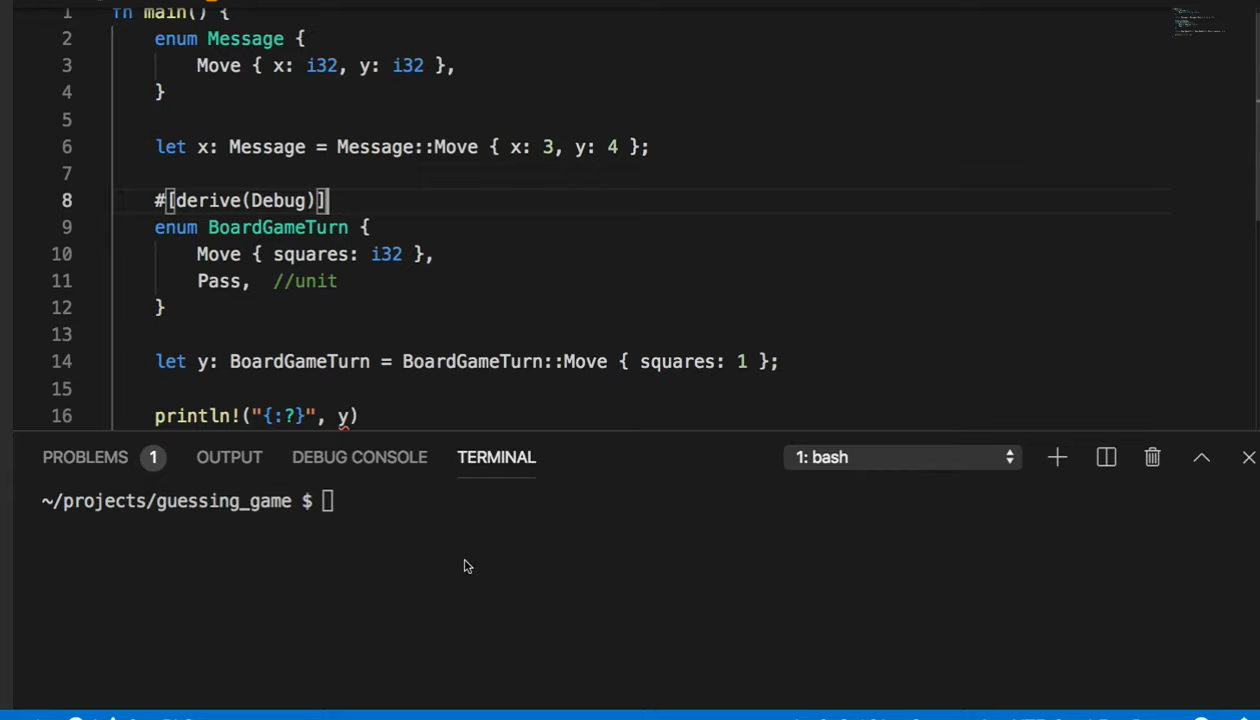 1 fn main() {
2 enum Message {
3 Move { x: i32, y: i32 },
4 }
5
6 let x: Message = Message::Move { x: 3, y: 4 };
7
8 #[derive(Debug)]
9 enum BoardGameTurn {
10 Move { squares: i32 },
11 Pass, //unit
12 }
13
14 let y: BoardGameTurn = BoardGameTurn::Move { squares: 1 };
15
16 println!("{:?}", y)
PROBLEMS 1 OUTPUT DEBUG CONSOLE TERMINAL 1: bash
~/projects/guessing_game $